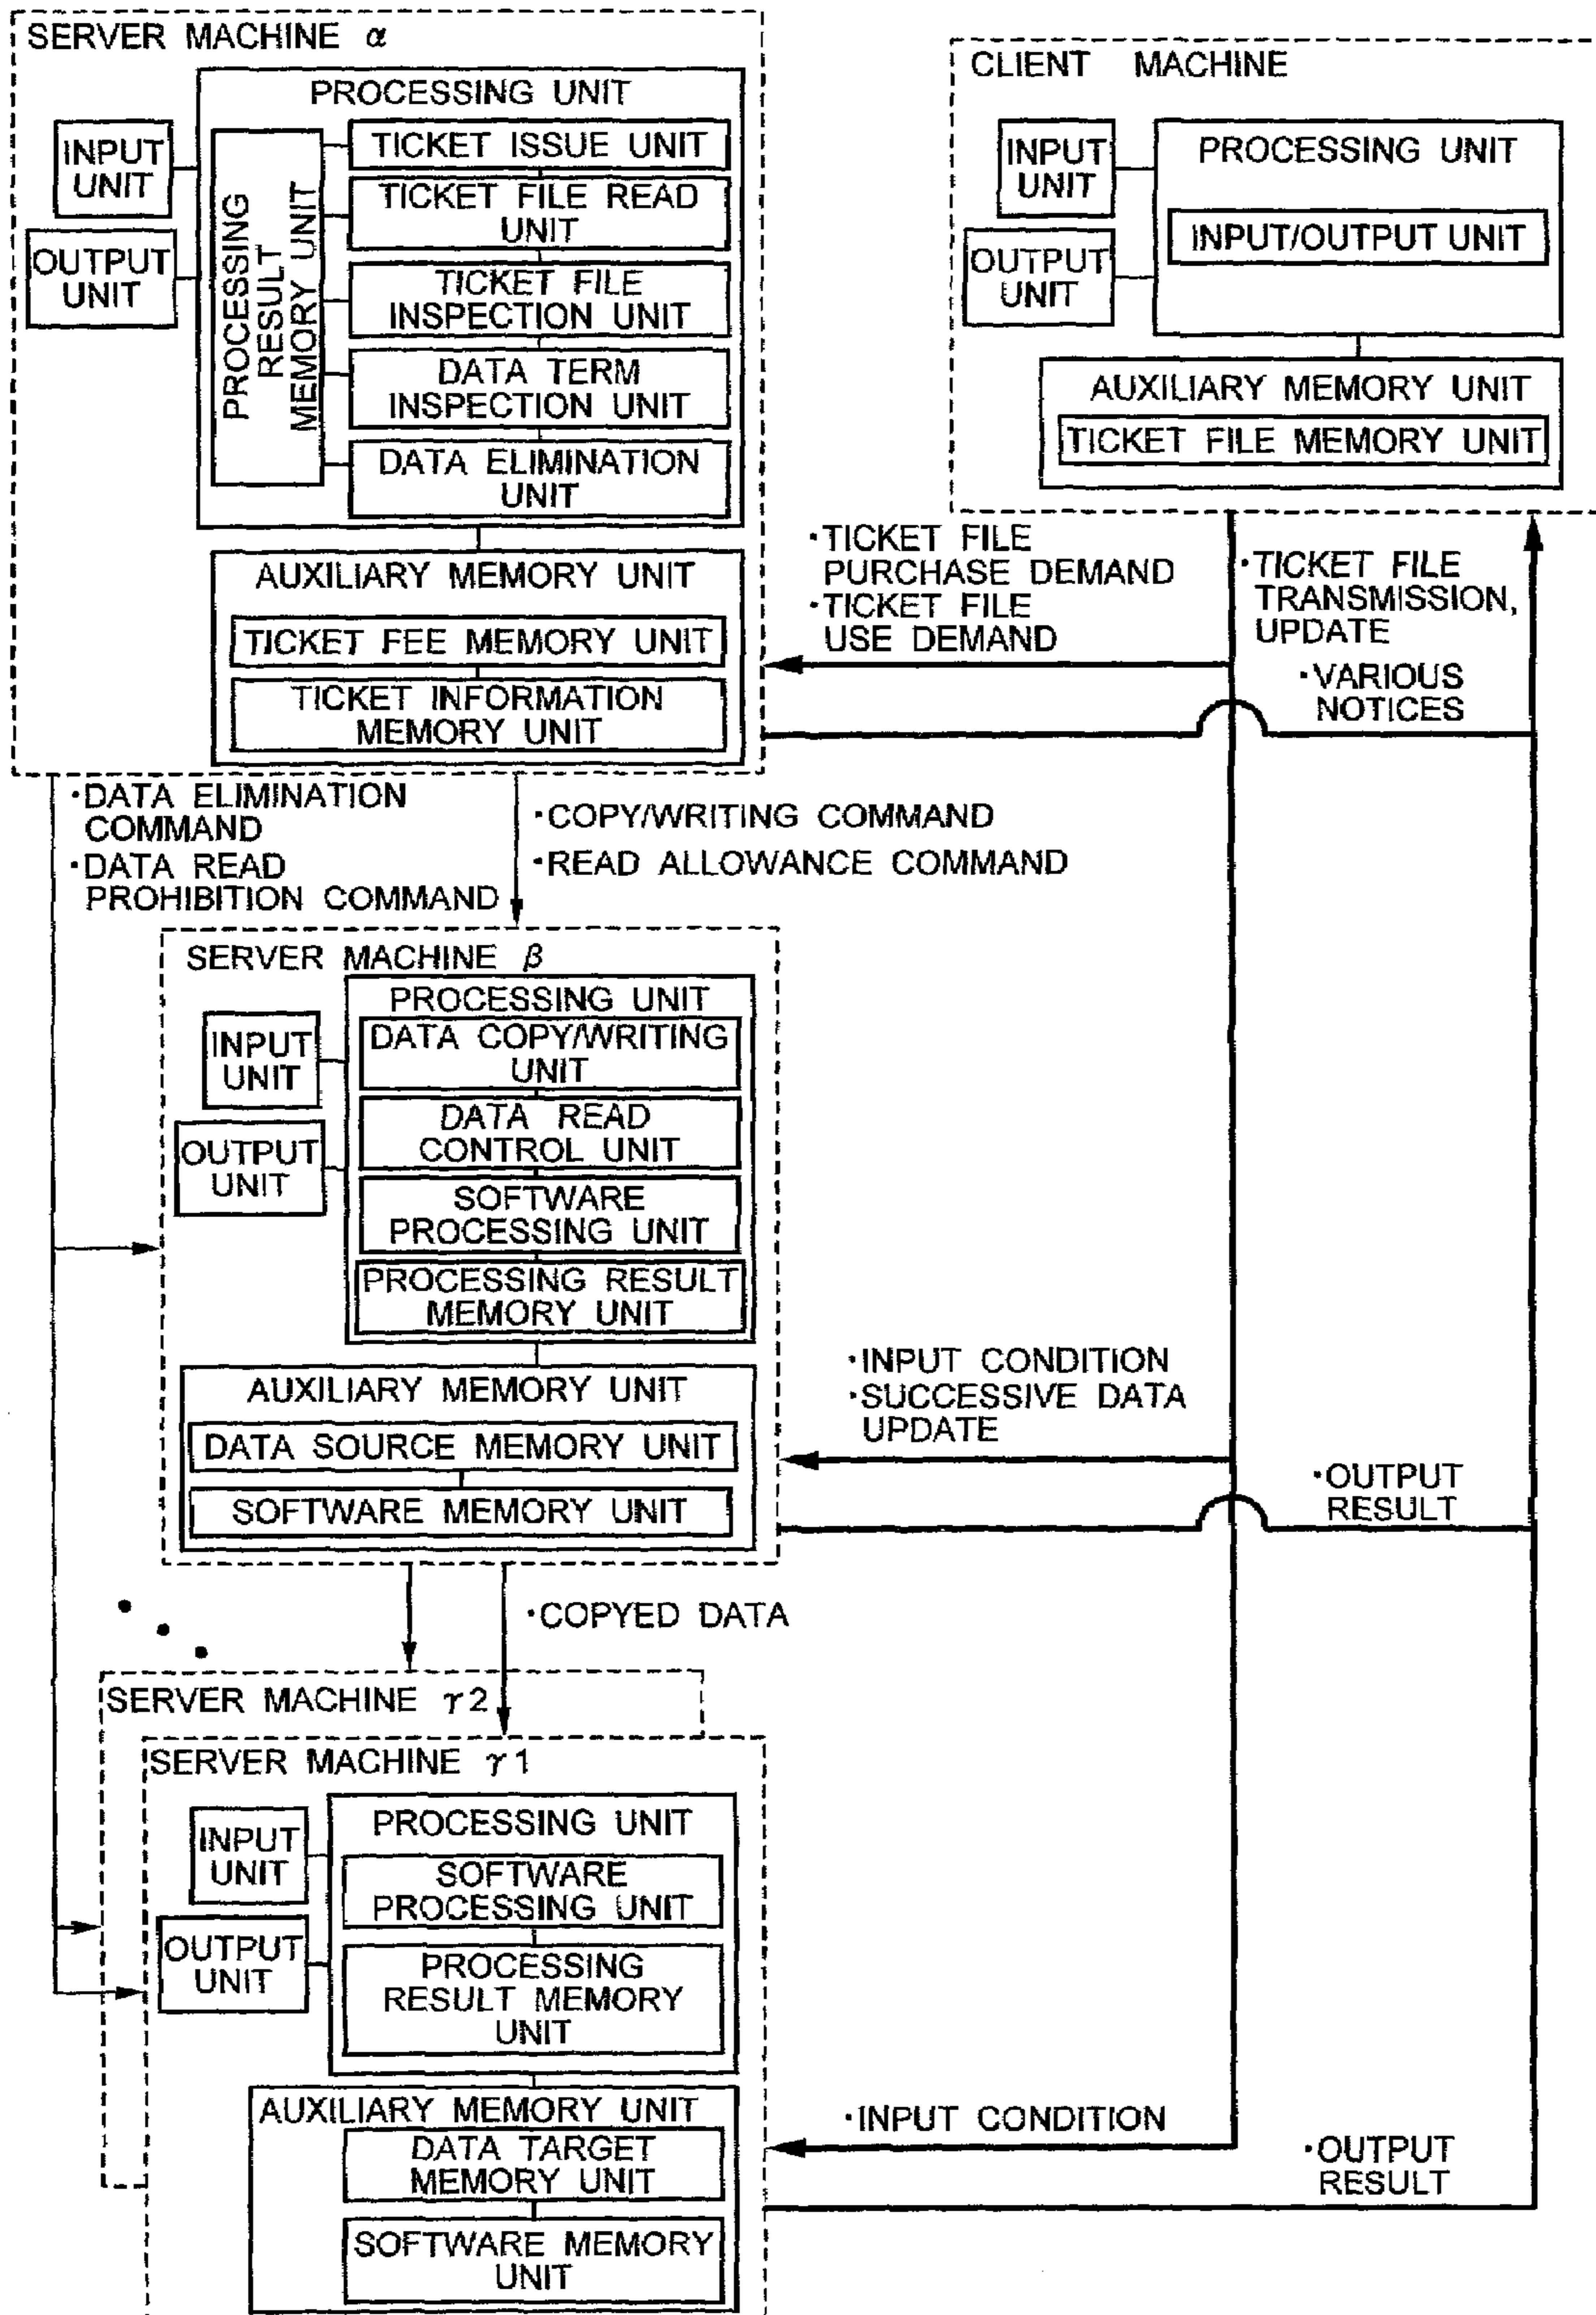 SERVER MACHINE α
PROCESSING UNIT
INPUT
UNIT
OUTPUT
UNIT
PROCESSING
RESULT
MEMORY UNIT
TICKET ISSUE UNIT
TICKET FILE READ
UNIT
TICKET FILE
INSPECTION UNIT
DATA TERM
INSPECTION UNIT
DATA ELIMINATION
UNIT
AUXILIARY MEMORY UNIT
TICKET FEE MEMORY UNIT
TICKET INFORMATION
MEMORY UNIT
CLIENT MACHINE
INPUT
UNIT
OUTPUT
UNIT
PROCESSING UNIT
INPUT/OUTPUT UNIT
AUXILIARY MEMORY UNIT
TICKET FILE MEMORY UNIT
・TICKET FILE
PURCHASE DEMAND
・TICKET FILE
USE DEMAND
・TICKET FILE
TRANSMISSION,
UPDATE
・VARIOUS
NOTICES
・DATA ELIMINATION
COMMAND
・DATA READ
PROHIBITION COMMAND
・COPY/WRITING COMMAND
・READ ALLOWANCE COMMAND
SERVER MACHINE β
INPUT
UNIT
OUTPUT
UNIT
PROCESSING UNIT
DATA COPY/WRITING
UNIT
DATA READ
CONTROL UNIT
SOFTWARE
PROCESSING UNIT
PROCESSING RESULT
MEMORY UNIT
AUXILIARY MEMORY UNIT
DATA SOURCE MEMORY UNIT
SOFTWARE MEMORY UNIT
・INPUT CONDITION
・SUCCESSIVE DATA
UPDATE
・OUTPUT
RESULT
・COPYED DATA
SERVER MACHINE γ2
SERVER MACHINE γ1
INPUT
UNIT
OUTPUT
UNIT
PROCESSING UNIT
SOFTWARE
PROCESSING UNIT
PROCESSING
RESULT MEMORY
UNIT
AUXILIARY MEMORY UNIT
DATA TARGET
MEMORY UNIT
SOFTWARE MEMORY
UNIT
・INPUT CONDITION
・OUTPUT
RESULT